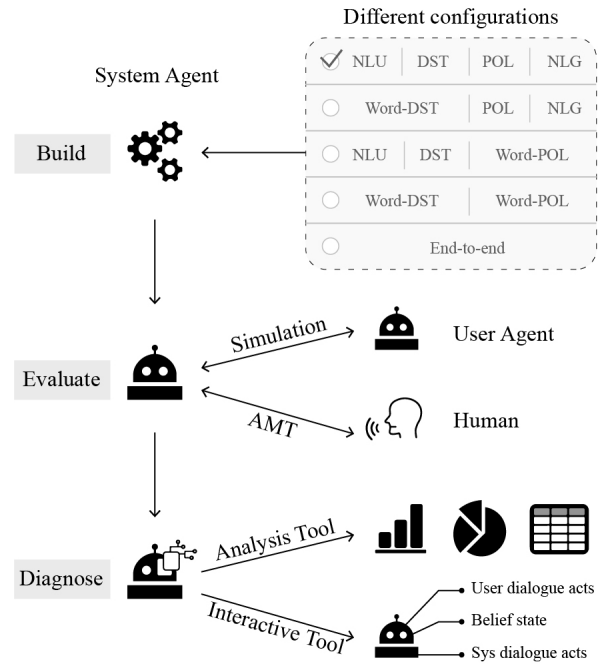 Different configurations
System Agent
NLU DST POL NLG
Word-DST POL NLG
Build
NLU DST Word-POL
Word-DST Word-POL
End-to-end
Simulation
User Agent
Evaluate
AMT
Human
Analysis Tool
Diagnose
Interactive Tool
User dialogue acts
Belief state
Sys dialogue acts